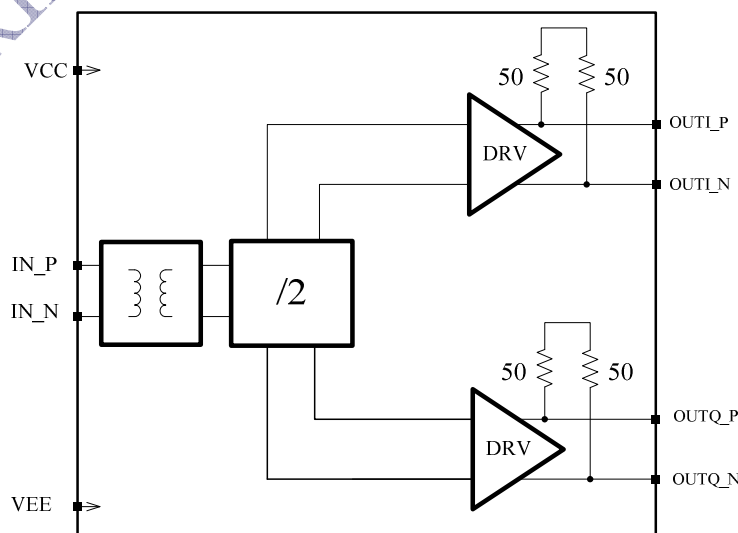 50 50
VCC
OUTI_P
DRV
OUTI_N
IN_P
/2
IN_N
50 50
OUTQ_P
DRV
OUTQ_N
VEE